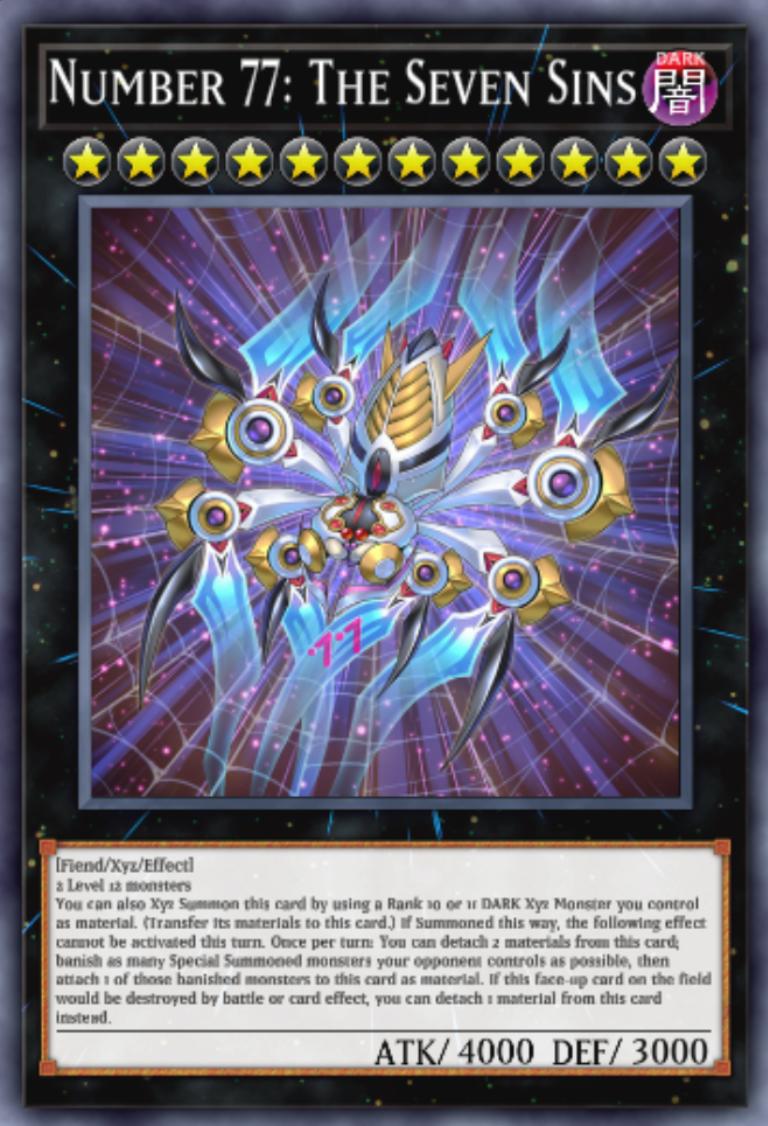 NUMBER 77: THE SEVEN SINS
DARK
闇
77
[Fiend/Xyz/Effect]
2 Level 12 monsters
You can also Xyz Summon this card by using a Rank 10 or 11 DARK Xyz Monster you control
as material. (Transfer its materials to this card.) If Summoned this way, the following effect
cannot be activated this turn. Once per turn: You can detach 2 materials from this card;
banish as many Special Summoned monsters your opponent controls as possible, then
attach 1 of those banished monsters to this card as material. If this face-up card on the field
would be destroyed by battle or card effect, you can detach 1 material from this card
instead.
ATK/ 4000 DEF/ 3000